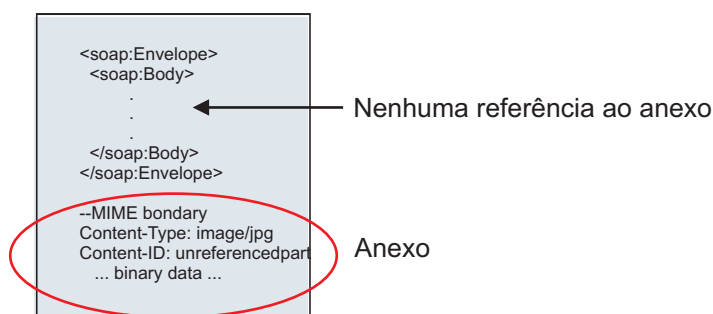 <soap:Envelope>
<soap:Body>
.
.
.
</soap:Body>
</soap:Envelope>
Nenhuma referência ao anexo
--MIME bondary
Content-Type: image/jpg
Content-ID: unreferencedpart
... binary data ...
Anexo